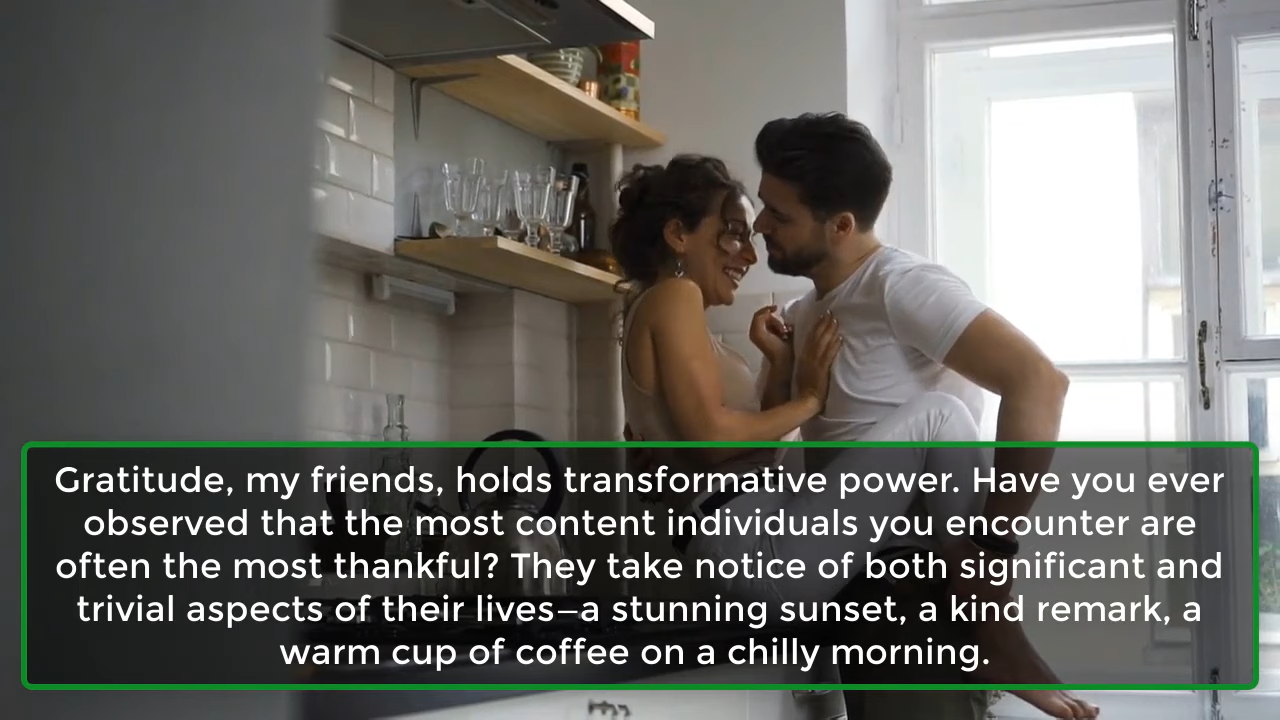 Gratitude, my friends, holds transformative power. Have you ever
observed that the most content individuals you encounter are
often the most thankful? They take notice of both significant and
trivial aspects of their lives—a stunning sunset, a kind remark, a
warm cup of coffee on a chilly morning.